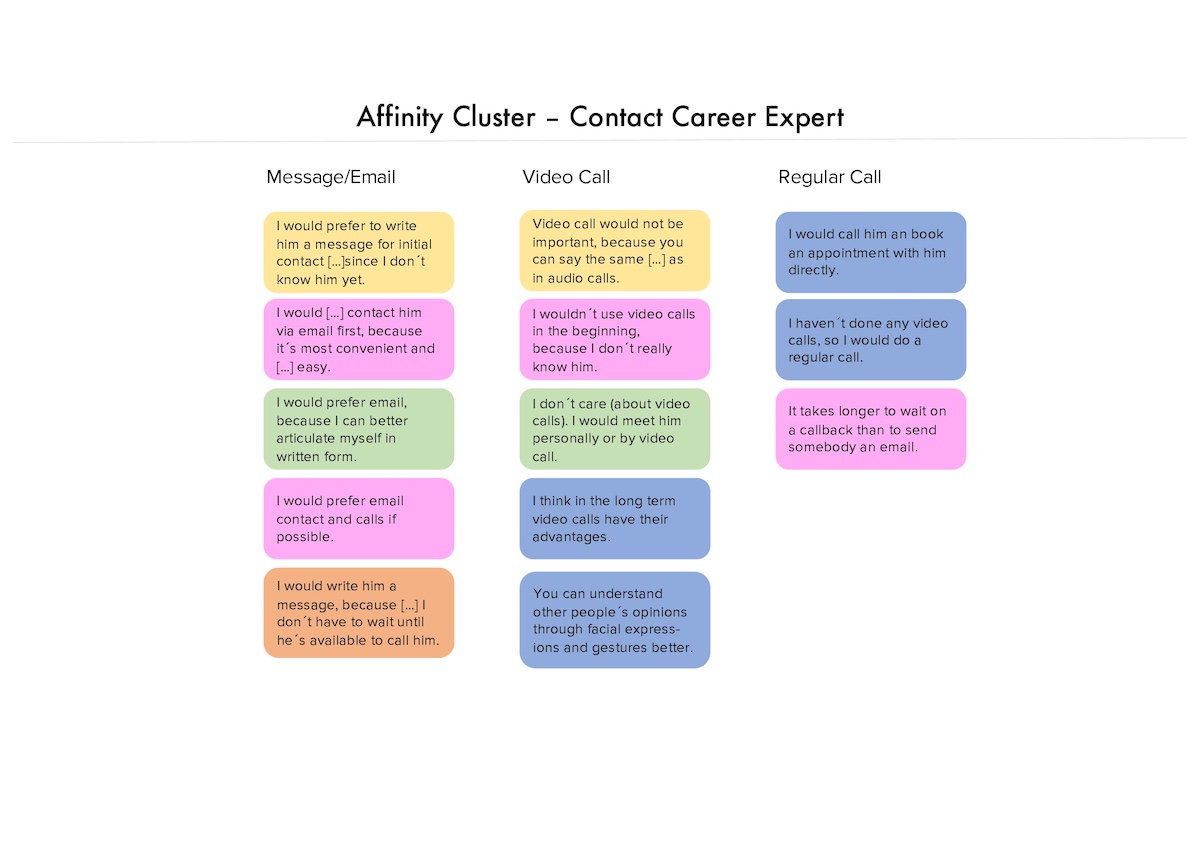 Affinity Cluster – Contact Career Expert
Message/Email
I would prefer to write
him a message for initial
contact [...]since I don´t
know him yet.
I would [...] contact him
via email first, because
it´s most convenient and
[...] easy.
I would prefer email,
because I can better
articulate myself in
written form.
I would prefer email
contact and calls if
possible.
I would write him a
message, because [...] I
don´t have to wait until
he´s available to call him.
Video Call
Video call would not be
important, because you
can say the same [...] as
in audio calls.
I wouldn´t use video calls
in the beginning,
because I don´t really
know him.
I don´t care (about video
calls). I would meet him
personally or by video
call.
I think in the long term
video calls have their
advantages.
You can understand
other people´s opinions
through facial express-
ions and gestures better.
Regular Call
I would call him an book
an appointment with him
directly.
I haven´t done any video
calls, so I would do a
regular call.
It takes longer to wait on
a callback than to send
somebody an email.